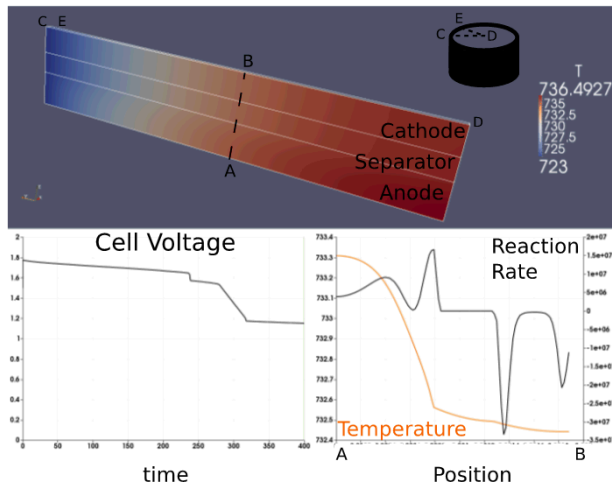 C E
E
C
D
B
T
736.4927
735
732.5
730
727.5
725
723
D
Cathode
Separator
Anode
A
Cell Voltage
2
1.8
1.6
1.4
1.2
1
0.8
0.6
0.4
0.2
0
0 50 100 150 200 250 300 350 400
time
733.4
733.3
733.2
733.1
733
732.9
732.8
732.7
732.6
732.5
732.4
Reaction
Rate
2e+07
1.5e+07
1e+07
5e+06
0
-5e+06
-1e+07
-1.5e+07
-2e+07
-2.5e+07
-3e+07
-3.5e+07
Temperature
A B
Position